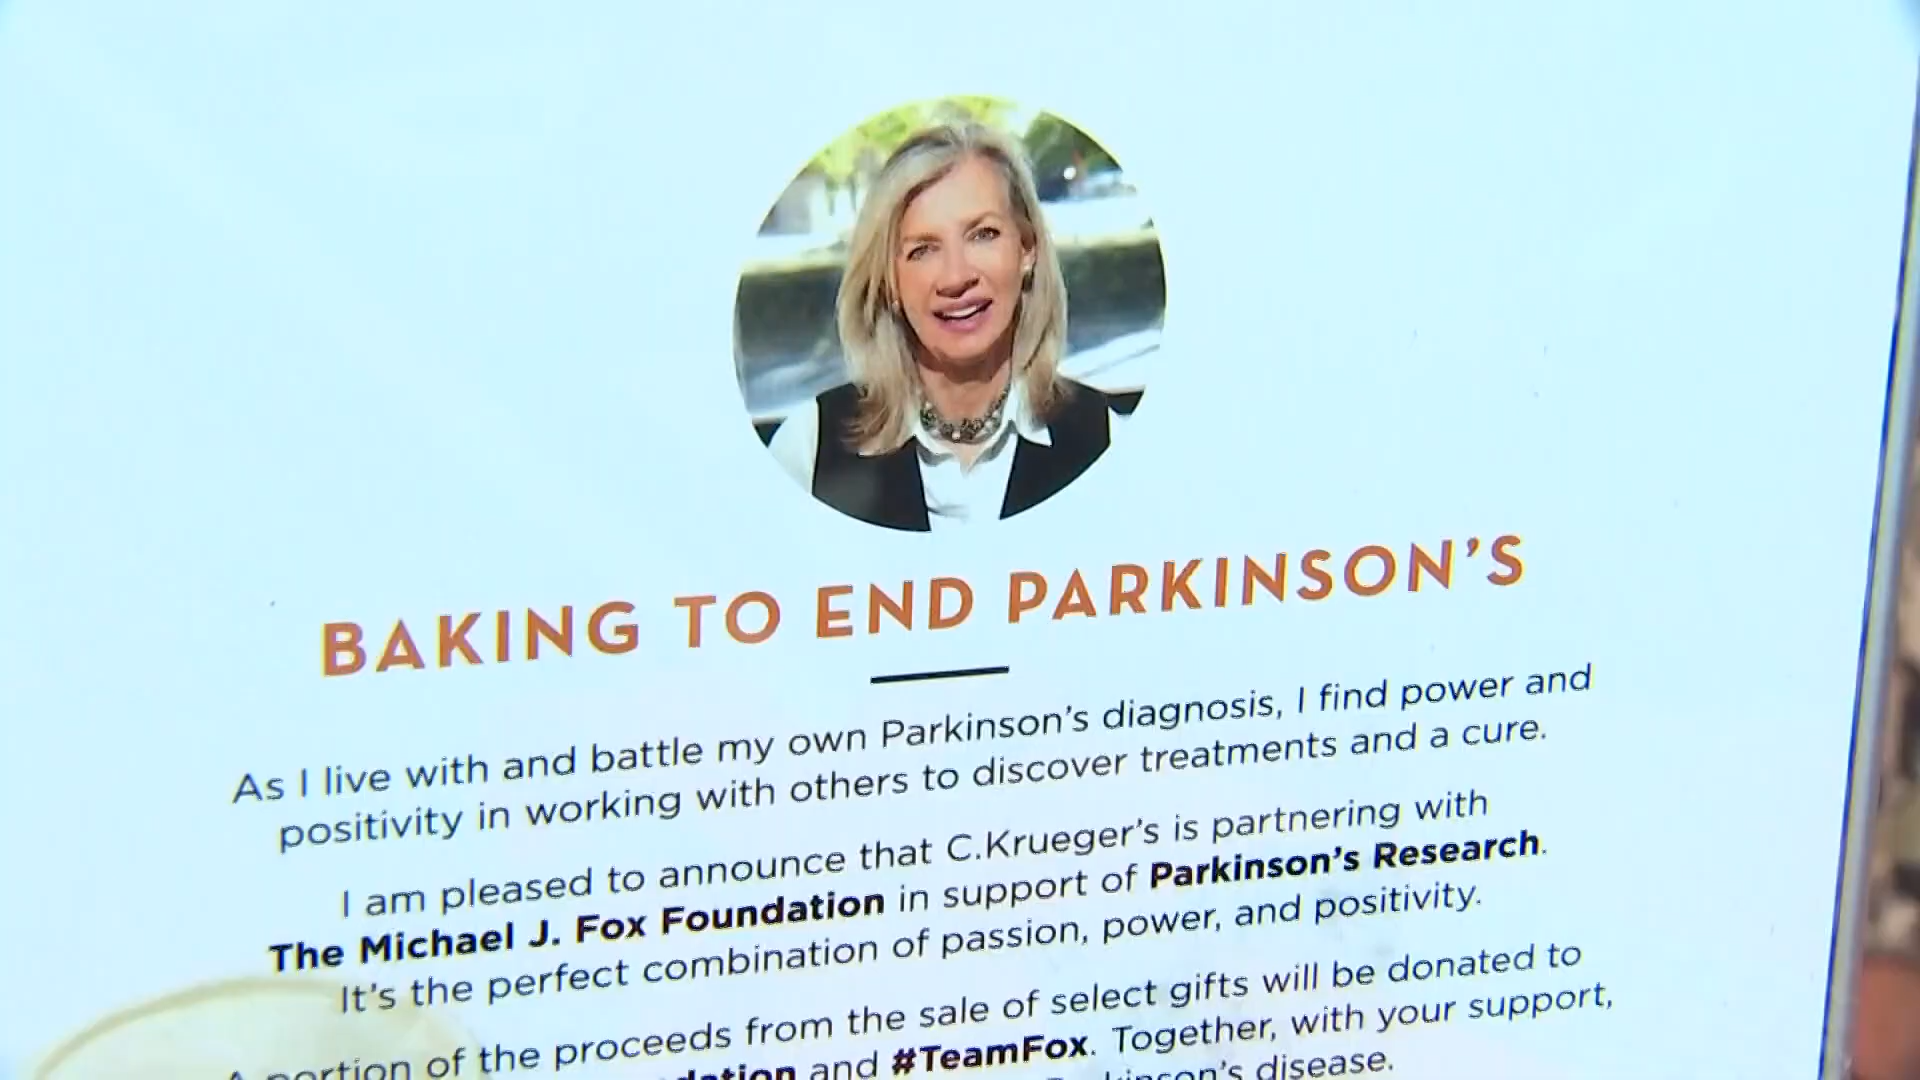 BAKING TO END PARKINSON'S
As I live with and battle my own Parkinson's diagnosis, I find power and
positivity in working with others to discover treatments and a cure.
I am pleased to announce that C.Krueger's is partnering with
The Michael J. Fox Foundation in support of Parkinson's Research.
It's the perfect combination of passion, power, and positivity.
A portion of the proceeds from the sale of select gifts will be donated to
and #TeamFox. Together, with your support,
disease.